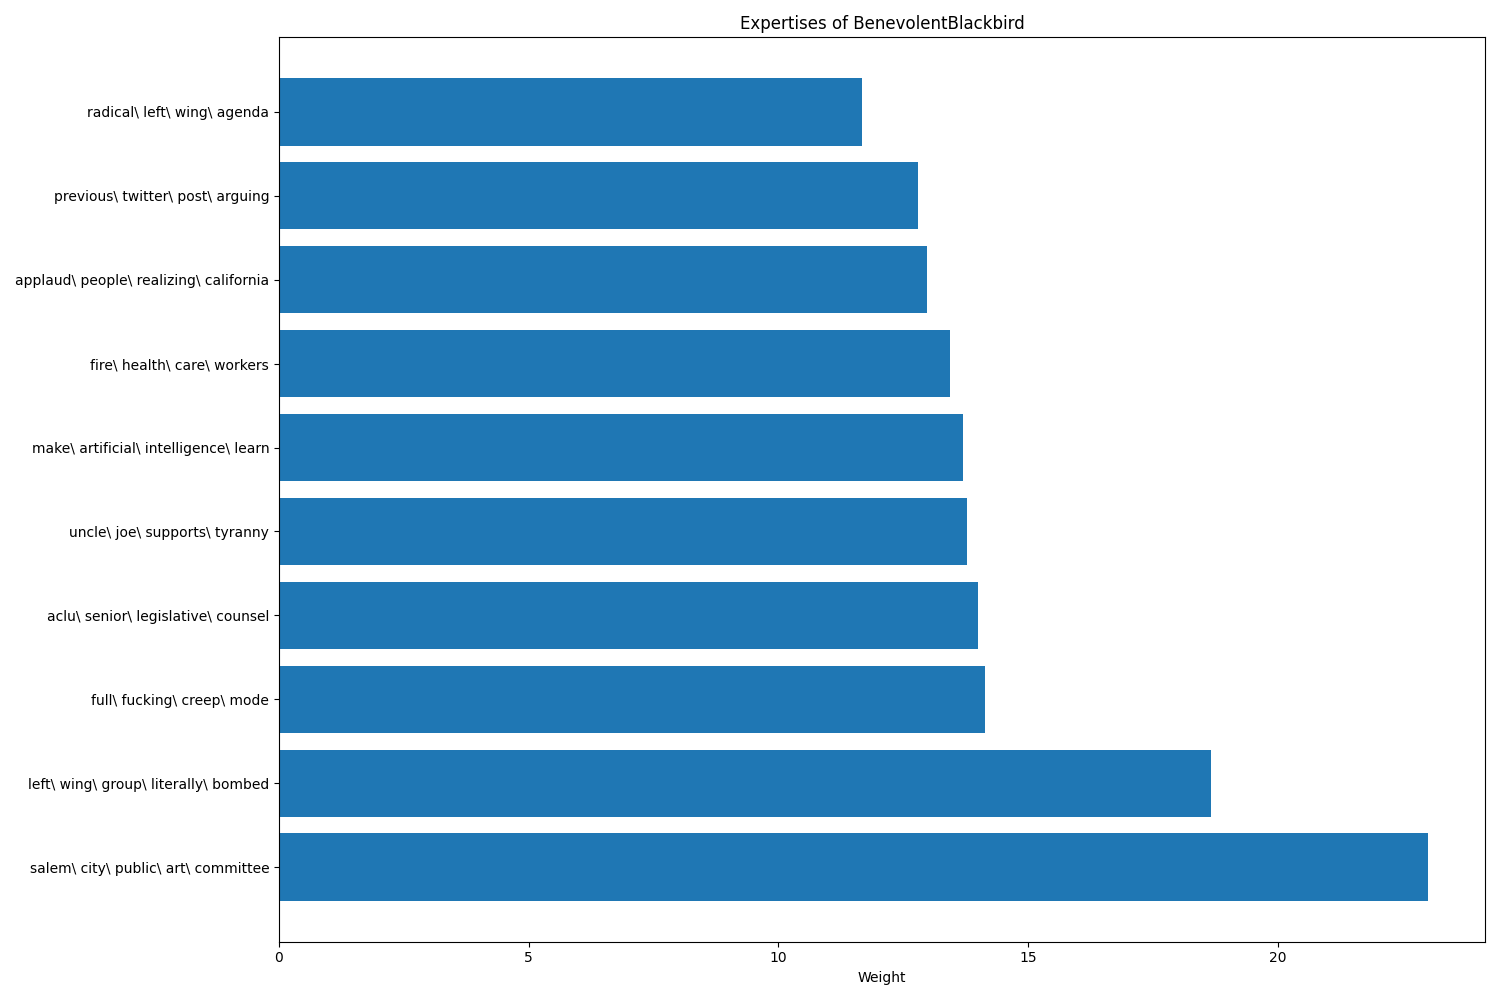 Expertises of BenevolentBlackbird
radical\ left\ wing\ agenda
previous\ twitter\ post\ arguing
applaud\ people\ realizing\ california
fire\ health\ care\ workers
make\ artificial\ intelligence\ learn
uncle\ joe\ supports\ tyranny
aclu\ senior\ legislative\ counsel
full\ fucking\ creep\ mode
left\ wing\ group\ literally\ bombed
salem\ city\ public\ art\ committee
0 5 10 15 20
Weight